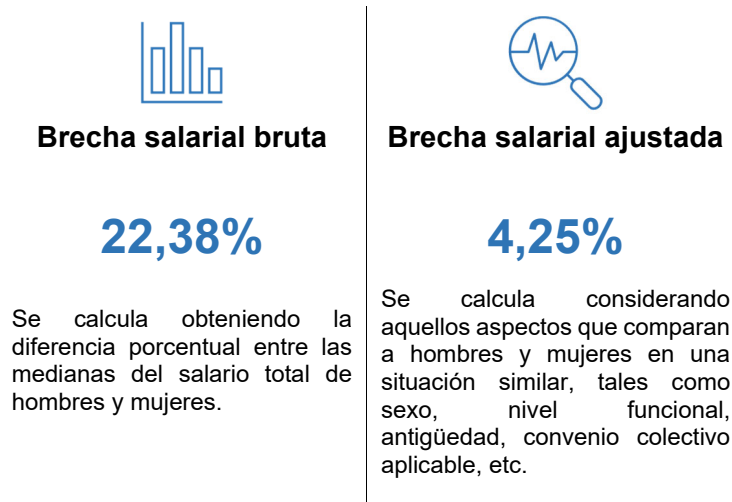 Brecha salarial bruta
22,38%
Se calcula obteniendo la
diferencia porcentual entre las
medianas del salario total de
hombres y mujeres.
Brecha salarial ajustada
4,25%
Se calcula considerando
aquellos aspectos que comparan
a hombres y mujeres en una
situación similar, tales como
sexo, nivel funcional,
antigüedad, convenio colectivo
aplicable, etc.